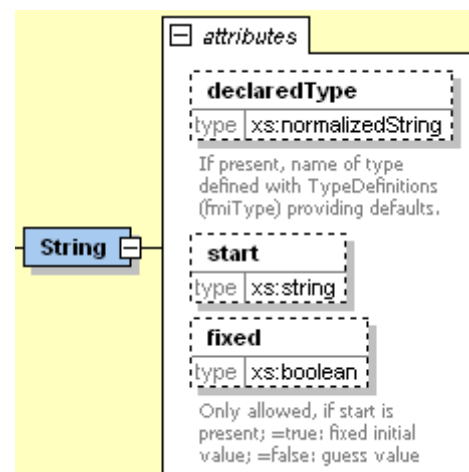 attributes
declaredType
type xs:normalizedString
If present, name of type
defined with TypeDefinitions
(fmiType) providing defaults.
String
start
type xs:string
fixed
type xs:boolean
Only allowed, if start is
present; =true: fixed initial
value; =false: guess value